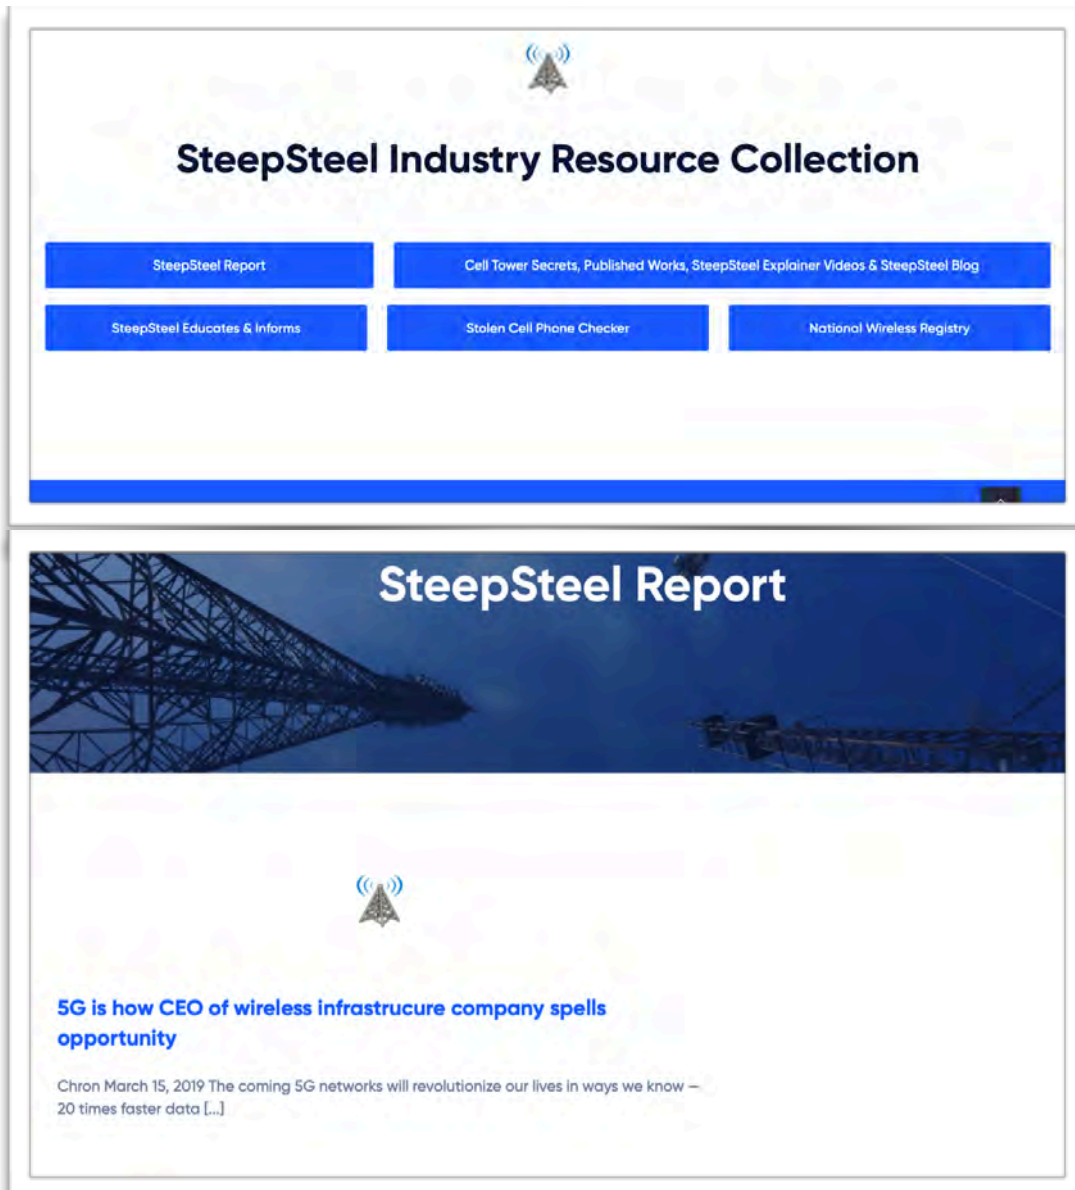 SteepSteel Industry Resource Collection
SteepSteel Report
Cell Tower Secrets, Published Works, SteepSteel Explainer Videos & SteepSteel Blog
SteepSteel Educates & Informs
Stolen Cell Phone Checker
National Wireless Registry
SteepSteel Report
5G is how CEO of wireless infrastrucure company spells
opportunity
Chron March 15, 2019 The coming 5G networks will revolutionize our lives in ways we know —
20 times faster data [...]